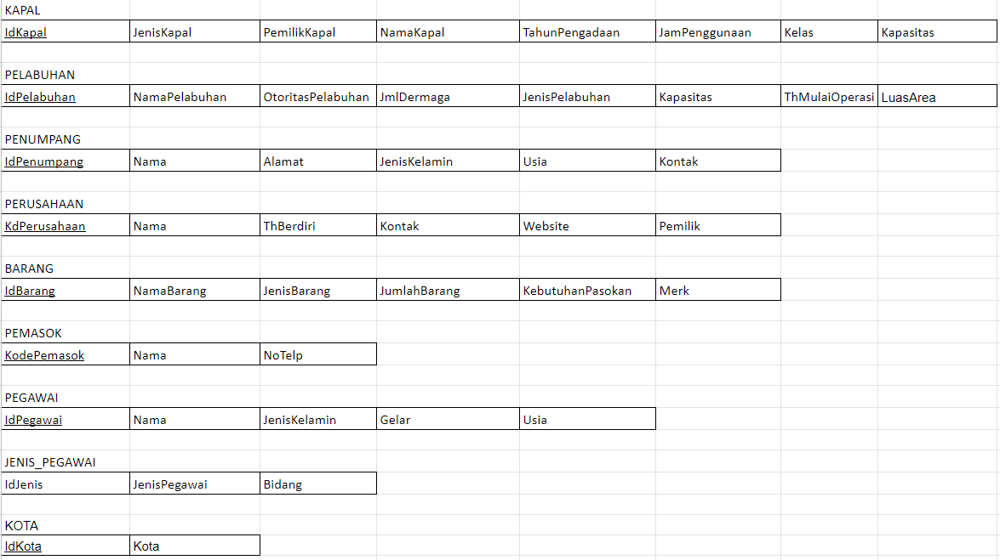 KAPAL
IdKapal JenisKapal PemilikKapal NamaKapal TahunPengadaan JamPenggunaan Kelas Kapasitas
PELABUHAN
IdPelabuhan NamaPelabuhan OtoritasPelabuhan JmlDermaga JenisPelabuhan Kapasitas ThMulaiOperasi LuasArea
PENUMPANG
IdPenumpang Nama Alamat JenisKelamin Usia Kontak
PERUSAHAAN
KdPerusahaan Nama ThBerdiri Kontak Website Pemilik
BARANG
IdBarang NamaBarang JenisBarang JumlahBarang KebutuhanPasokan Merk
PEMASOK
KodePemasok Nama NoTelp
PEGAWAI
IdPegawai Nama JenisKelamin Gelar Usia
JENIS_PEGAWAI
IdJenis JenisPegawai Bidang
KOTA
IdKota Kota